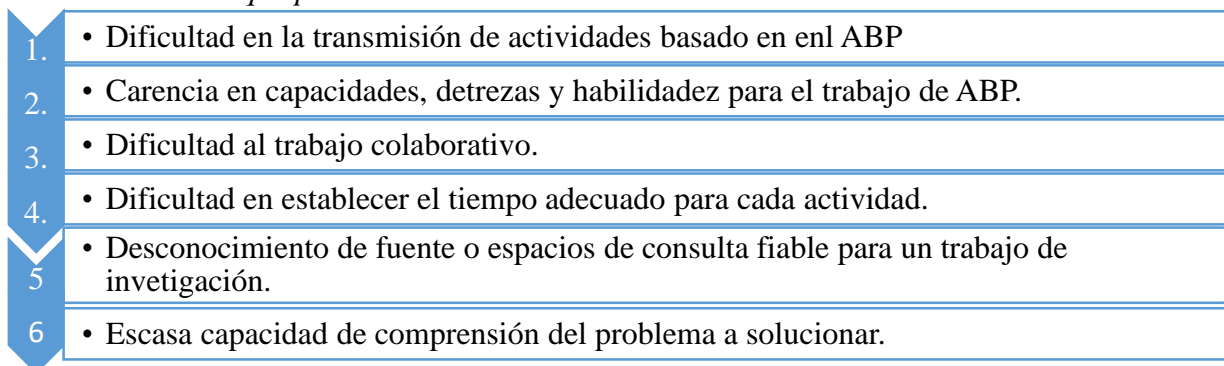 1. • Dificultad en la transmisión de actividades basado en enl ABP
2. • Carencia en capacidades, detrezas y habilidadez para el trabajo de ABP.
3. • Dificultad al trabajo colaborativo.
4. • Dificultad en establecer el tiempo adecuado para cada actividad.
5 • Desconocimiento de fuente o espacios de consulta fiable para un trabajo de
invetigación.
6 • Escasa capacidad de comprensión del problema a solucionar.